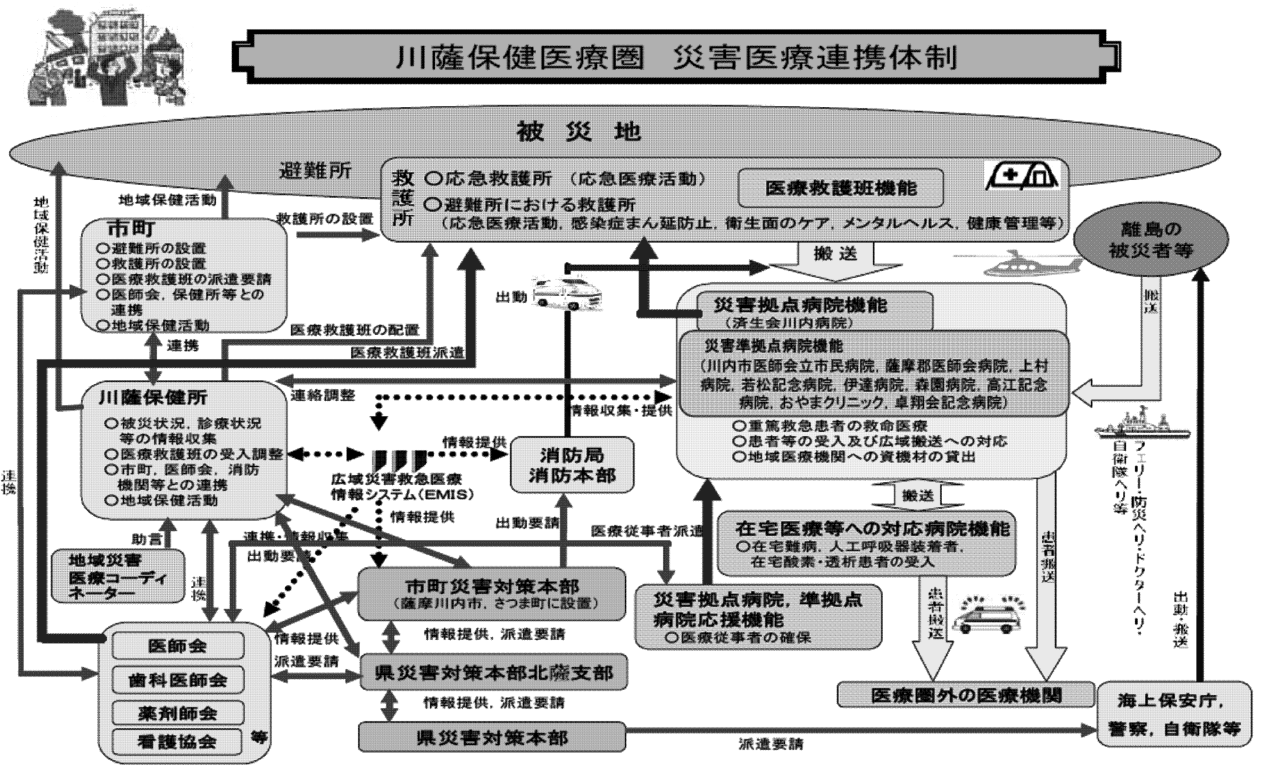 川薩保健医療圏　災害医療連携体制
被災地
避難所
救護所
○応急救護所　（応急医療活動）
○避難所における救護所
（応急医療活動，感染症まん延防止，衛生面のケア，メンタルヘルス，健康管理等）
医療救護班機能
地域保健活動
地域保健活動
救護所の設置
市町
○避難所の設置
○救護所の設置
○医療救護班の派遣要請
○医師会，保健所等との
連携
○地域保健活動
離島の
被災者等
搬送
搬送
出動
医療救護班の配置
医療救護班派遣
連携
災害拠点病院機能
（済生会川内病院）
災害準拠点病院機能
（川内市医師会立市民病院，薩摩郡医師会病院，上村
病院，若松記念病院，伊達病院，森園病院，高江記念
病院，おやまクリニック，卓翔会記念病院）
○重篤救急患者の救命医療
○患者等の受入及び広域搬送への対応
○地域医療機関への資機材の貸出
川薩保健所
○被災状況，診療状況
等の情報収集
○医療救護班の受入調整
○市町，医師会，消防
機関等との連携
○地域保健活動
連絡調整
情報収集・提供
情報提供
消防局
消防本部
広域災害救急医療
情報システム(EMIS)
情報提供
連携
フェリー・防災ヘリ・ドクターヘリ・
自衛隊ヘリ等
搬送
出動要請
医療従事者派遣
在宅医療等への対応病院機能
○在宅難病，人工呼吸器装着者，
在宅酸素・透析患者の受入
助言
連携・情報収集
出動要請
地域災害
医療コーディ
ネーター
連携
市町災害対策本部
（薩摩川内市，さつま町に設置）
災害拠点病院，準拠点
病院応援機能
○医療従事者の確保
患者搬送
患者搬送
出動・搬送
情報提供
情報提供，派遣要請
派遣要請
県災害対策本部北薩支部
情報提供，派遣要請
県災害対策本部
派遣要請
医師会
歯科医師会
薬剤師会
看護協会
等
医療圏外の医療機関
海上保安庁，
警察，自衛隊等